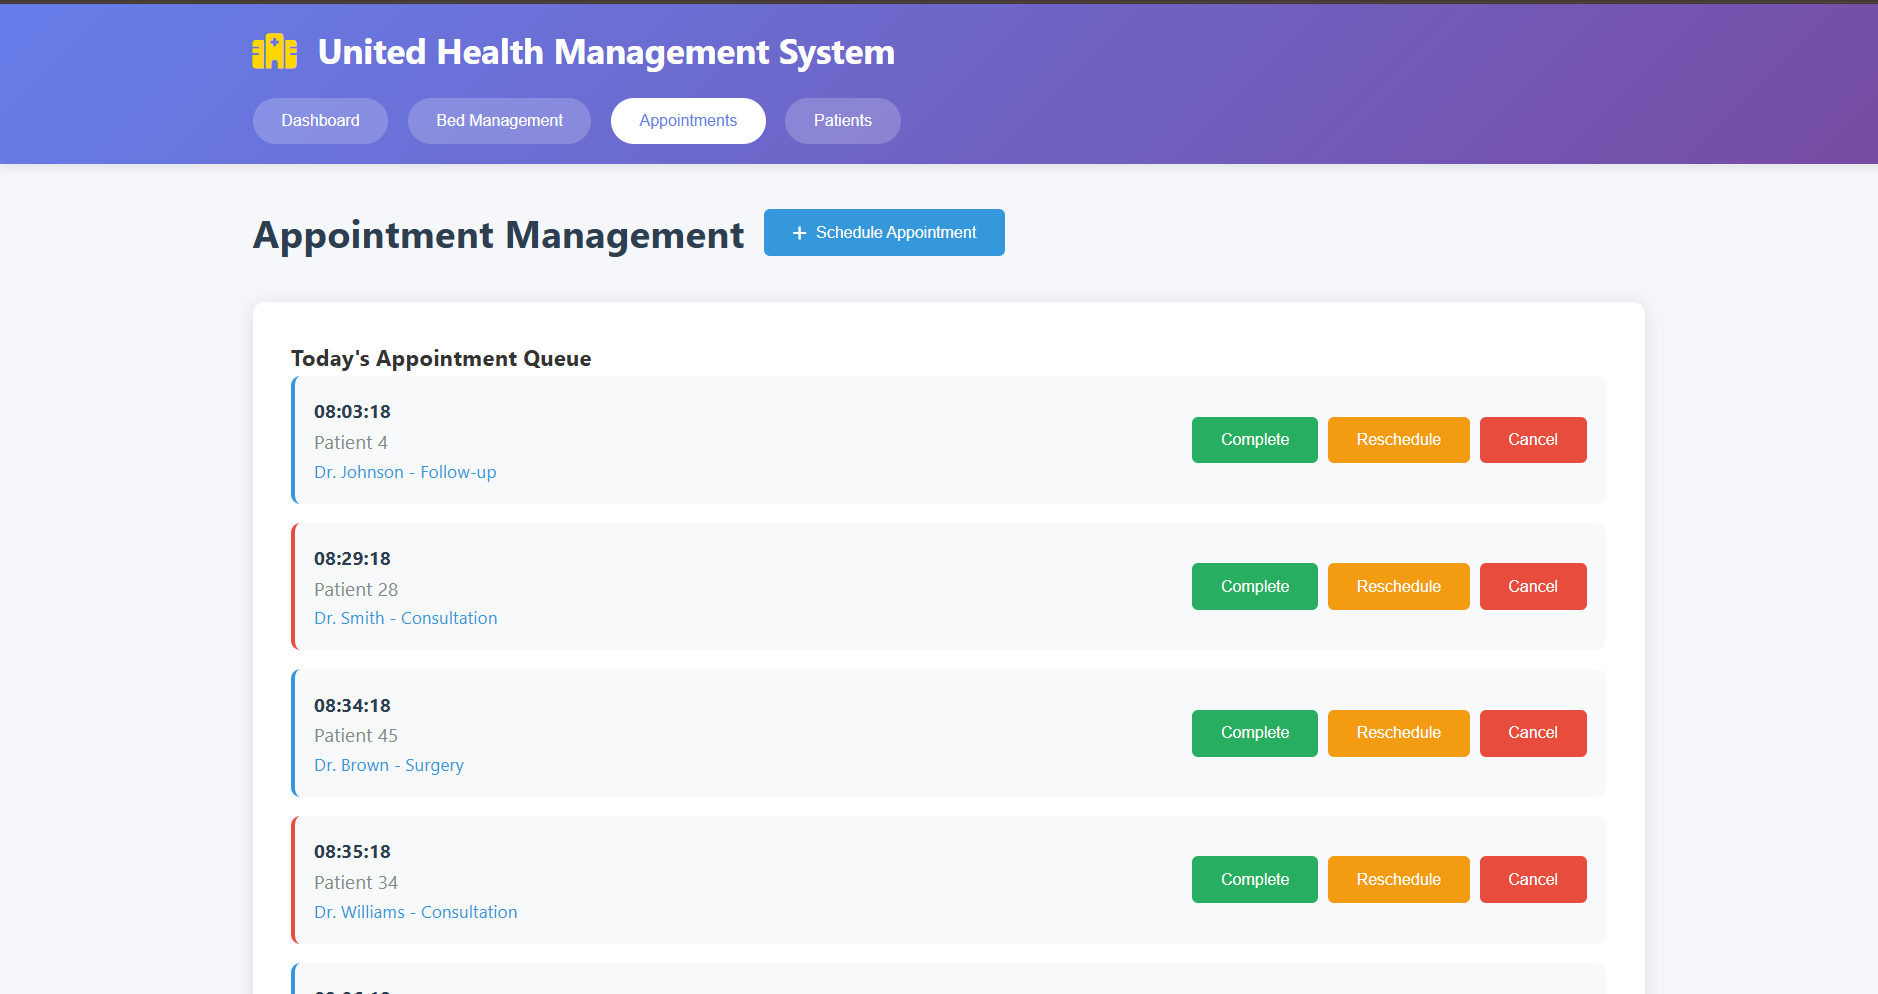 United Health Management System
Dashboard
Bed Management
Appointments
Patients
Appointment Management
+ Schedule Appointment
Today's Appointment Queue
08:03:18
Patient 4
Dr. Johnson - Follow-up
Complete
Reschedule
Cancel
08:29:18
Patient 28
Dr. Smith - Consultation
Complete
Reschedule
Cancel
08:34:18
Patient 45
Dr. Brown - Surgery
Complete
Reschedule
Cancel
08:35:18
Patient 34
Dr. Williams - Consultation
Complete
Reschedule
Cancel